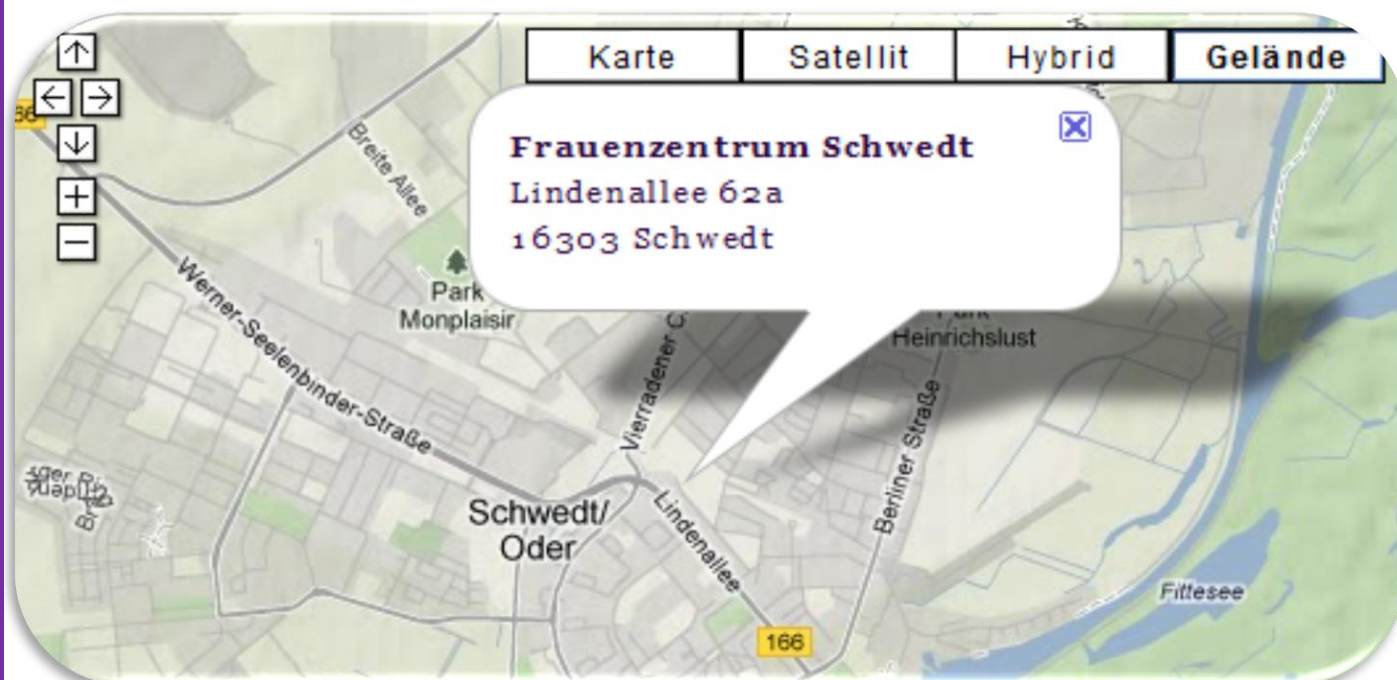 Karte
Satellit
Hybrid
Gelände
Frauenzentrum Schwedt
Lindenallee 62a
16303 Schwedt
Breite Allee
Park
Monplaisir
Heinrichslust
Werner-Seelenbinder-Straße
Vierradener
Berliner Straße
Schwedt/
Oder
Lindenallee
Fittesee
166